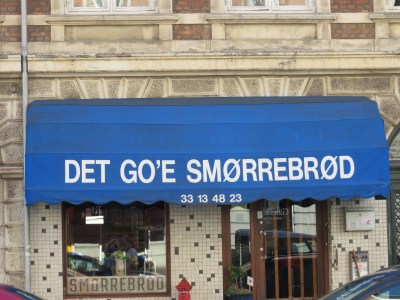 DET GO'E SMØRREBRØD
33 13 48 23
SMØRREBRØD